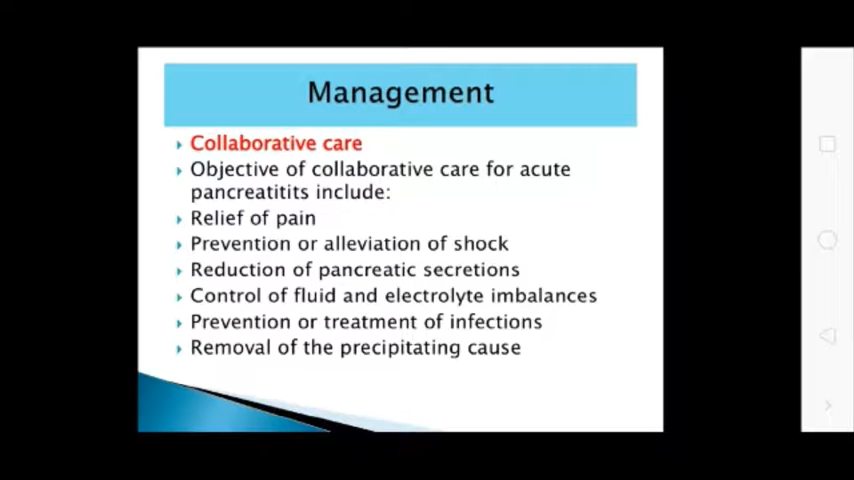 Management
Collaborative care
Objective of collaborative care for acute
pancreatitits include:
Relief of pain
Prevention or alleviation of shock
Reduction of pancreatic secretions
Control of fluid and electrolyte imbalances
Prevention or treatment of infections
Removal of the precipitating cause